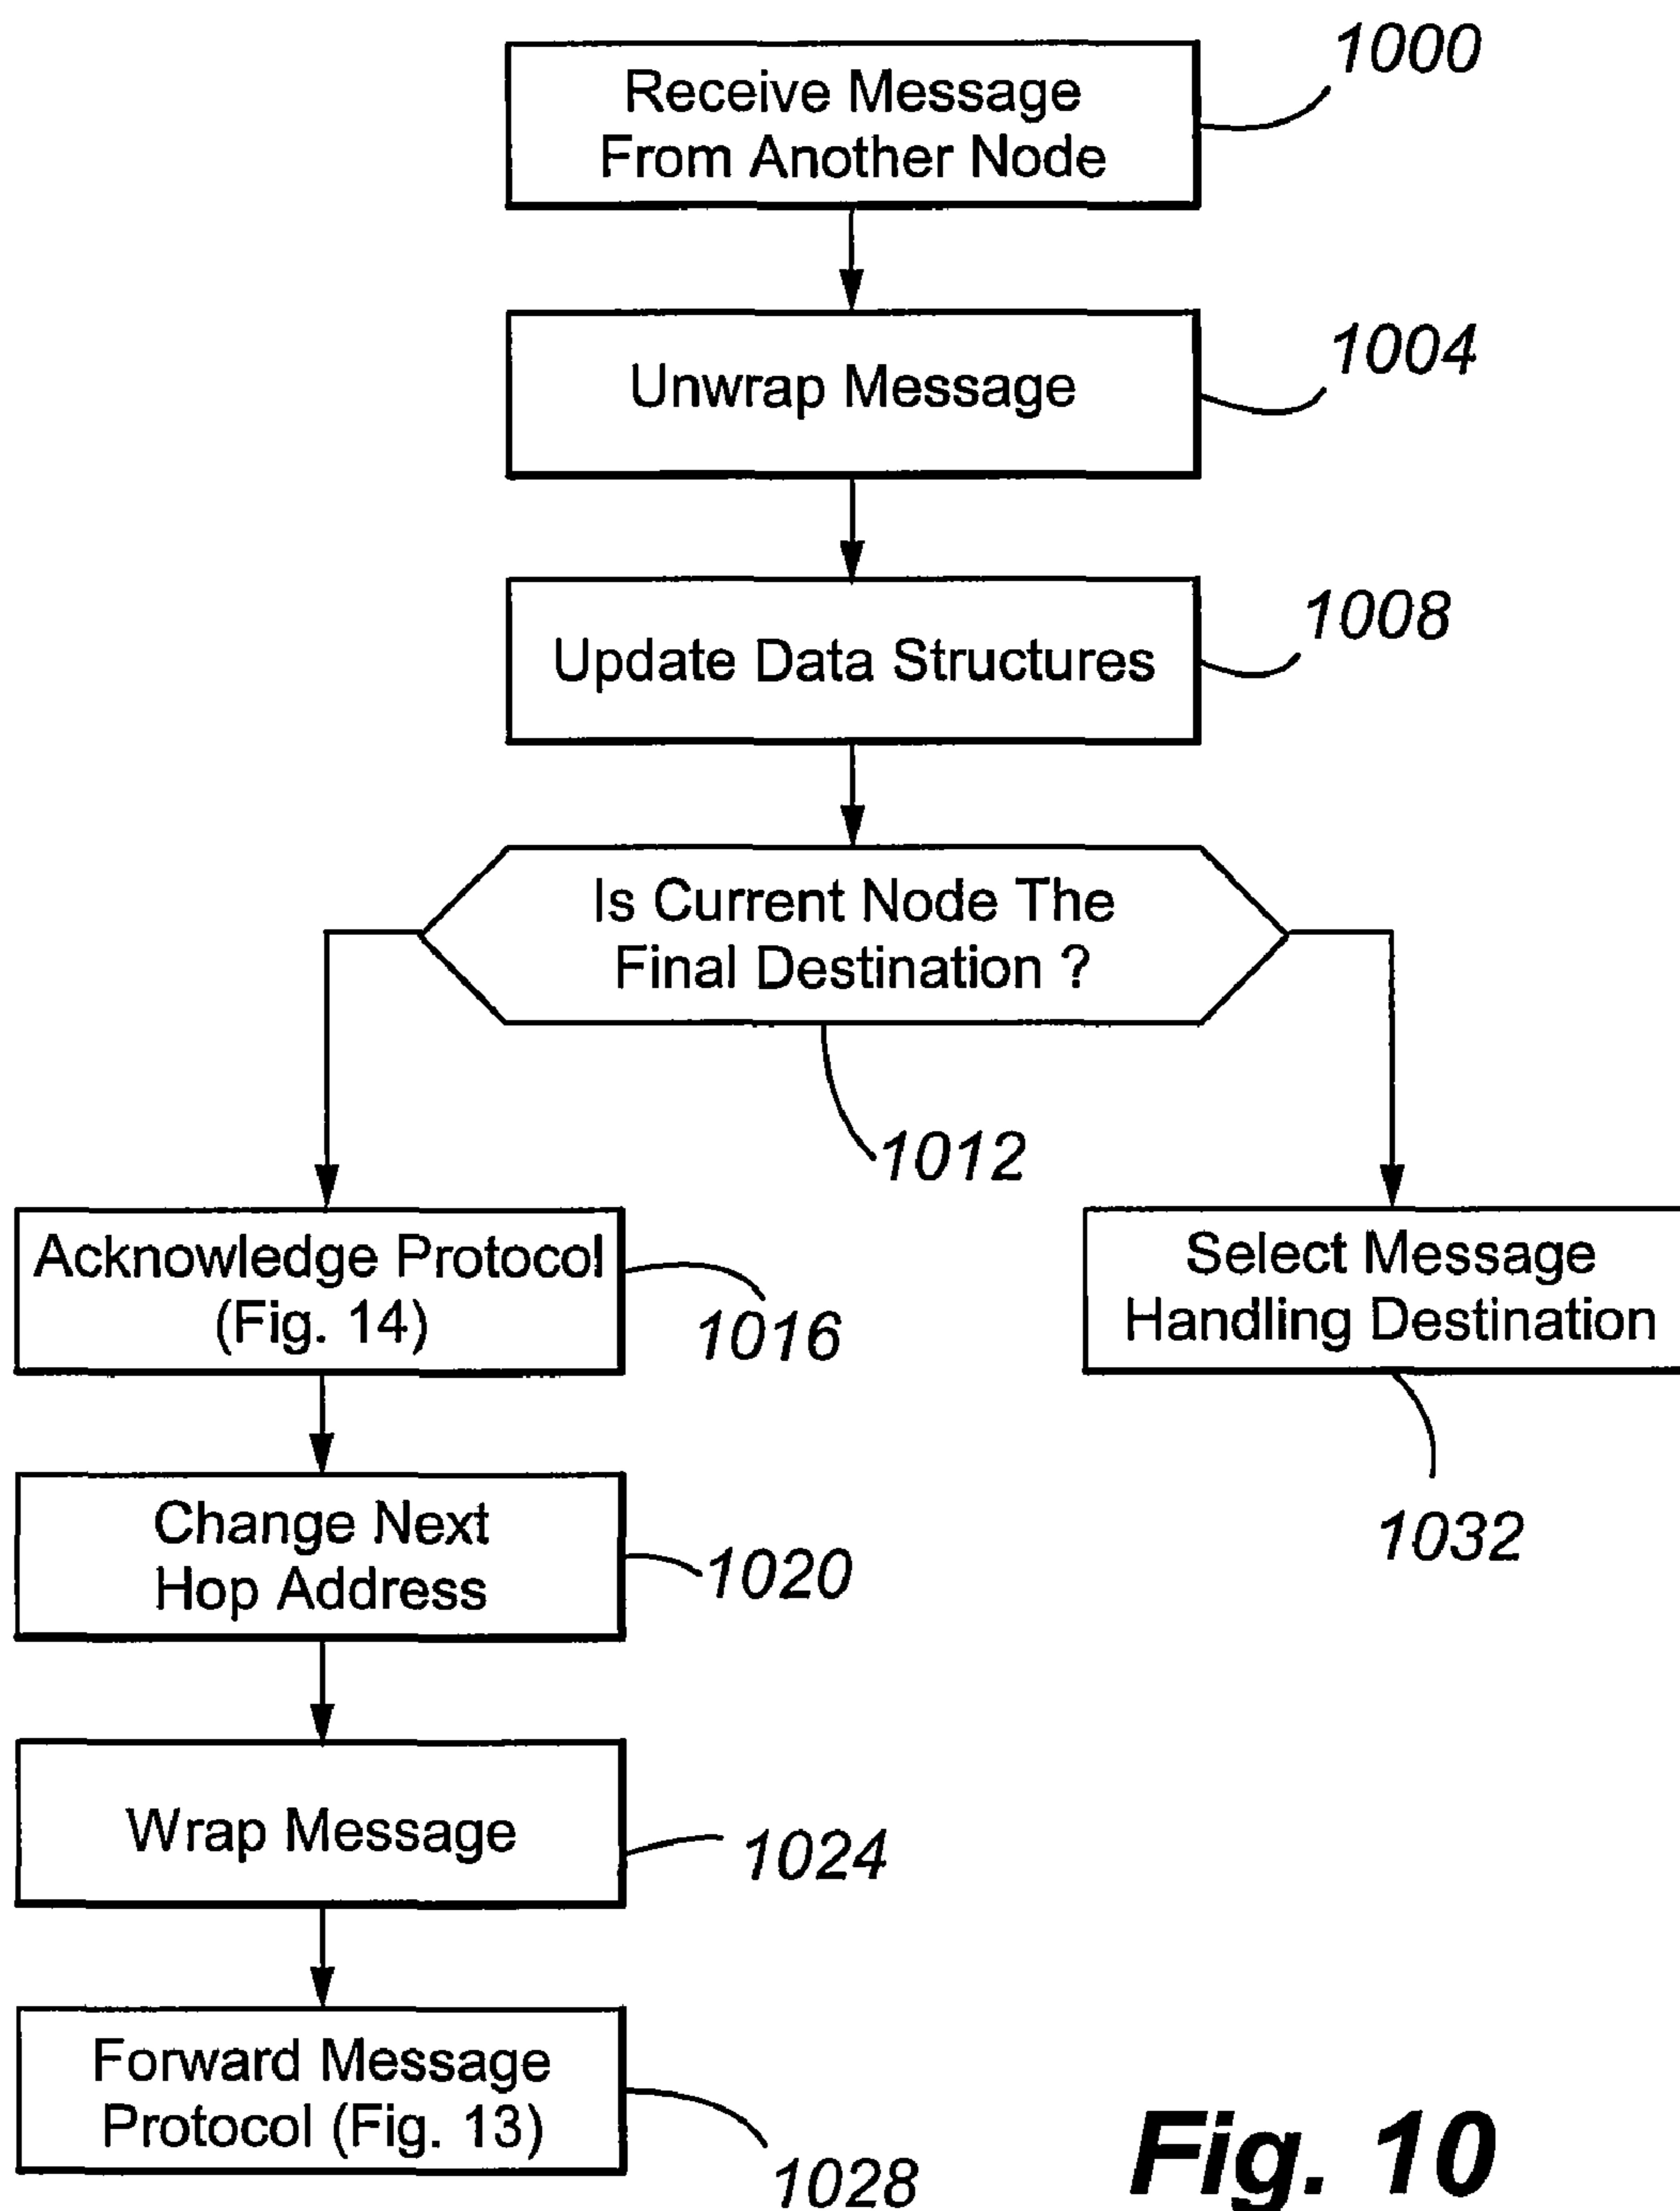 Receive Message
From Another Node
1000
Unwrap Message
1004
Update Data Structures
1008
Is Current Node The
Final Destination ?
1012
Acknowledge Protocol
(Fig. 14)
1016
Select Message
Handling Destination
1032
Change Next
Hop Address
1020
Wrap Message
1024
Forward Message
Protocol (Fig. 13)
1028
Fig. 10